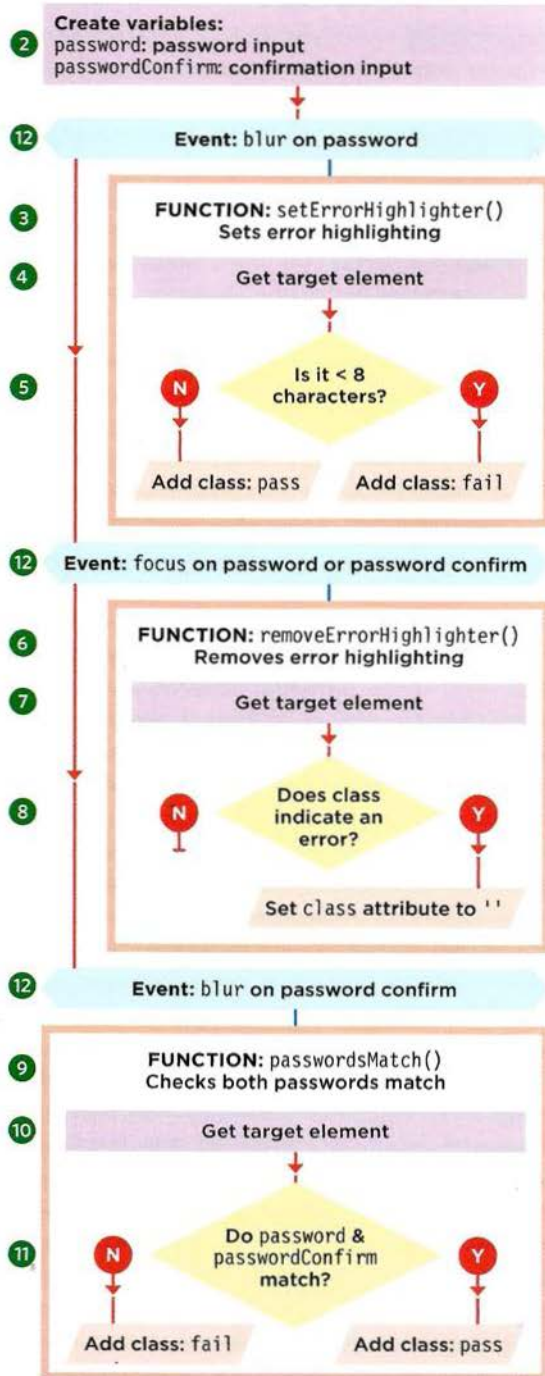 2
Create variables:
password: password input
passwordConfirm: confirmation input
12
Event: blur on password
3
FUNCTION: setErrorHighlighter()
Sets error highlighting
4
Get target element
5
N
Is it < 8
characters?
Y
Add class: pass
Add class: fail
12
Event: focus on password or password confirm
6
FUNCTION: removeErrorHighlighter()
Removes error highlighting
7
Get target element
8
N
Does class
indicate an
error?
Y
Set class attribute to ' '
12
Event: blur on password confirm
9
FUNCTION: passwordsMatch()
Checks both passwords match
10
Get target element
11
N
Do password &
passwordConfirm
match?
Y
Add class: fail
Add class: pass